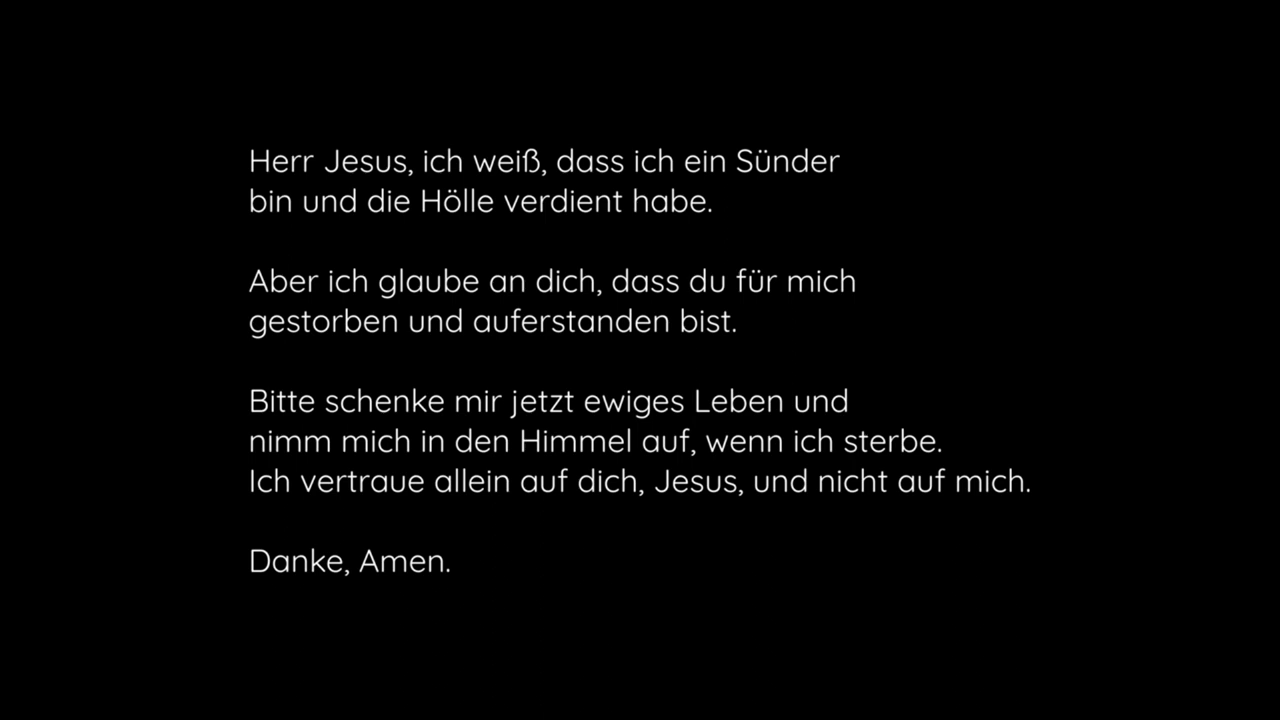 Herr Jesus, ich weiß, dass ich ein Sünder
bin und die Hölle verdient habe.
Aber ich glaube an dich, dass du für mich
gestorben und auferstanden bist.
Bitte schenke mir jetzt ewiges Leben und
nimm mich in den Himmel auf, wenn ich sterbe.
Ich vertraue allein auf dich, Jesus, und nicht auf mich.
Danke, Amen.